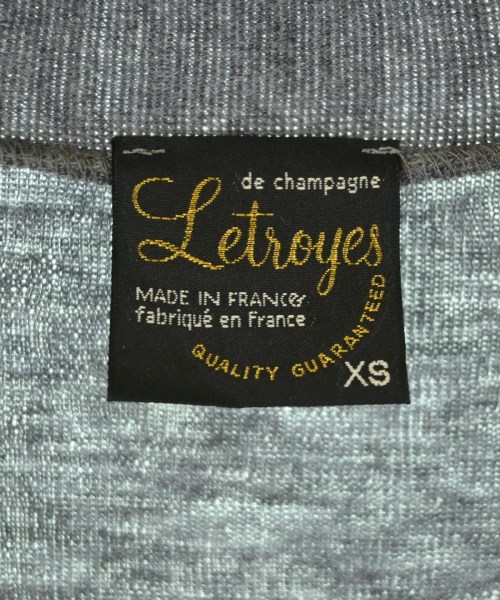 de champagne
Letroyes
MADE IN FRANCE
fabriqué en France
QUALITY GUARANTEED
XS